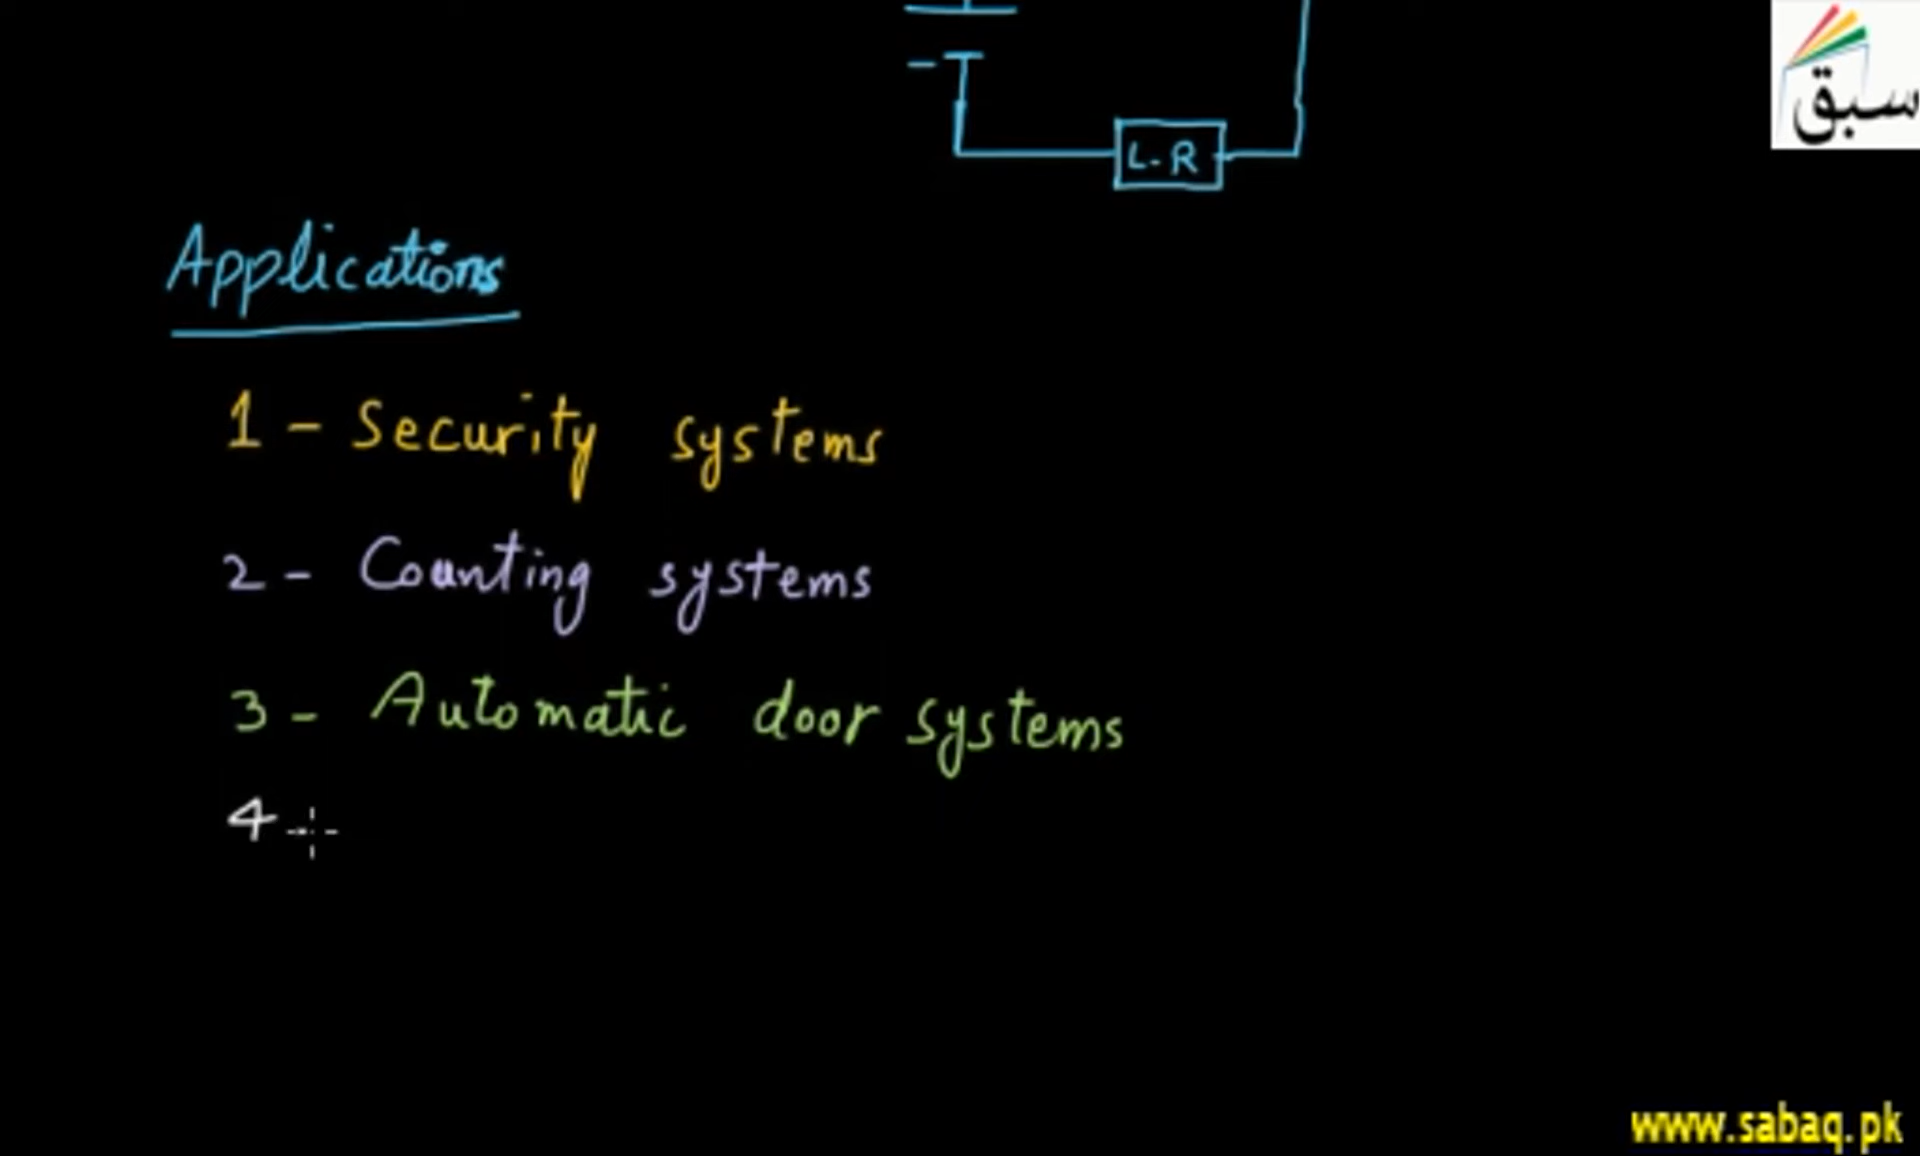 -
L-R
سبق
Applications
1 - Security systems
2 - Counting systems
3 - Automatic door systems
4 -
www.sabaq.pk